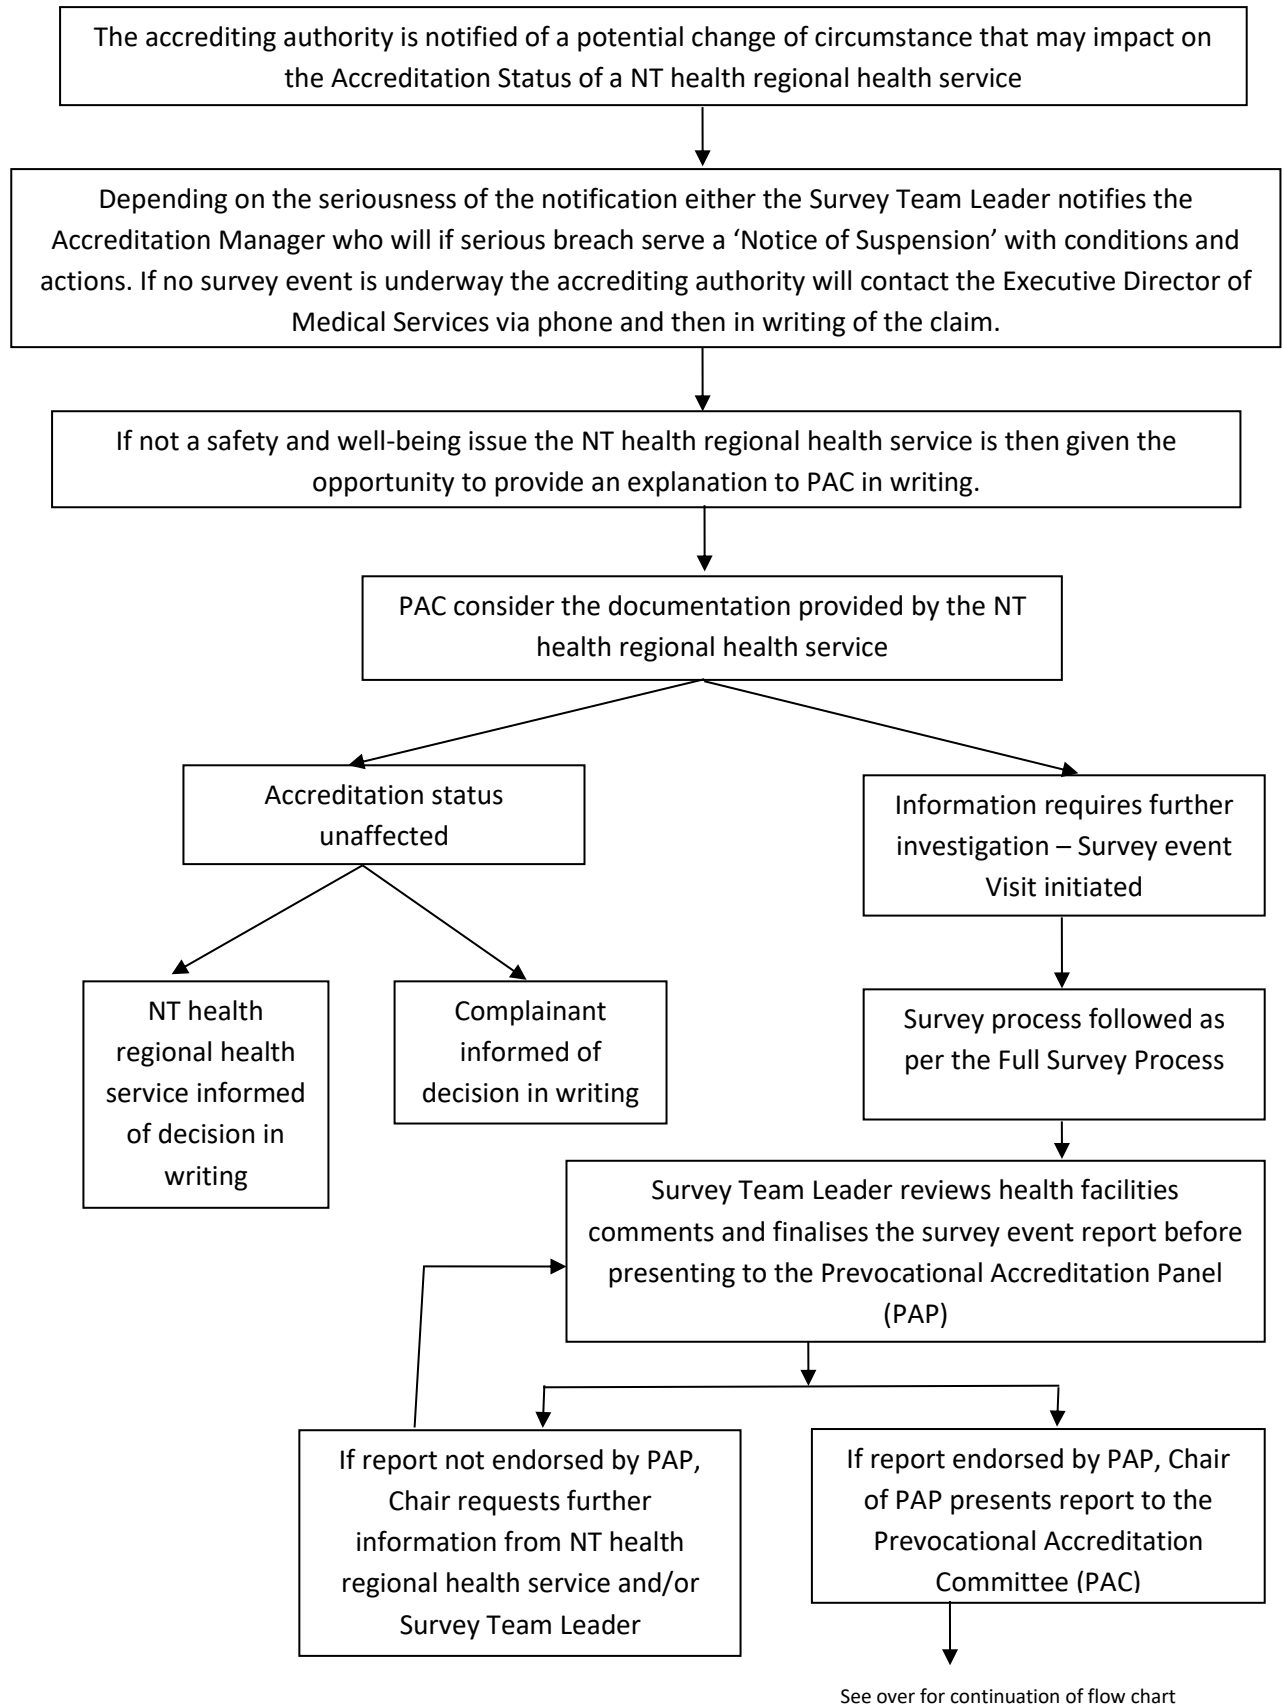 The accrediting authority is notified of a potential change of circumstance that may impact on
the Accreditation Status of a NT health regional health service
Depending on the seriousness of the notification either the Survey Team Leader notifies the
Accreditation Manager who will if serious breach serve a ‘Notice of Suspension’ with conditions and
actions. If no survey event is underway the accrediting authority will contact the Executive Director of
Medical Services via phone and then in writing of the claim.
If not a safety and well-being issue the NT health regional health service is then given the
opportunity to provide an explanation to PAC in writing.
PAC consider the documentation provided by the NT
health regional health service
Accreditation status
unaffected
Information requires further
investigation – Survey event
Visit initiated
NT health
regional health
service informed
of decision in
writing
Complainant
informed of
decision in writing
Survey process followed as
per the Full Survey Process
Survey Team Leader reviews health facilities
comments and finalises the survey event report before
presenting to the Prevocational Accreditation Panel
(PAP)
If report not endorsed by PAP,
Chair requests further
information from NT health
regional health service and/or
Survey Team Leader
If report endorsed by PAP, Chair
of PAP presents report to the
Prevocational Accreditation
Committee (PAC)
See over for continuation of flow chart